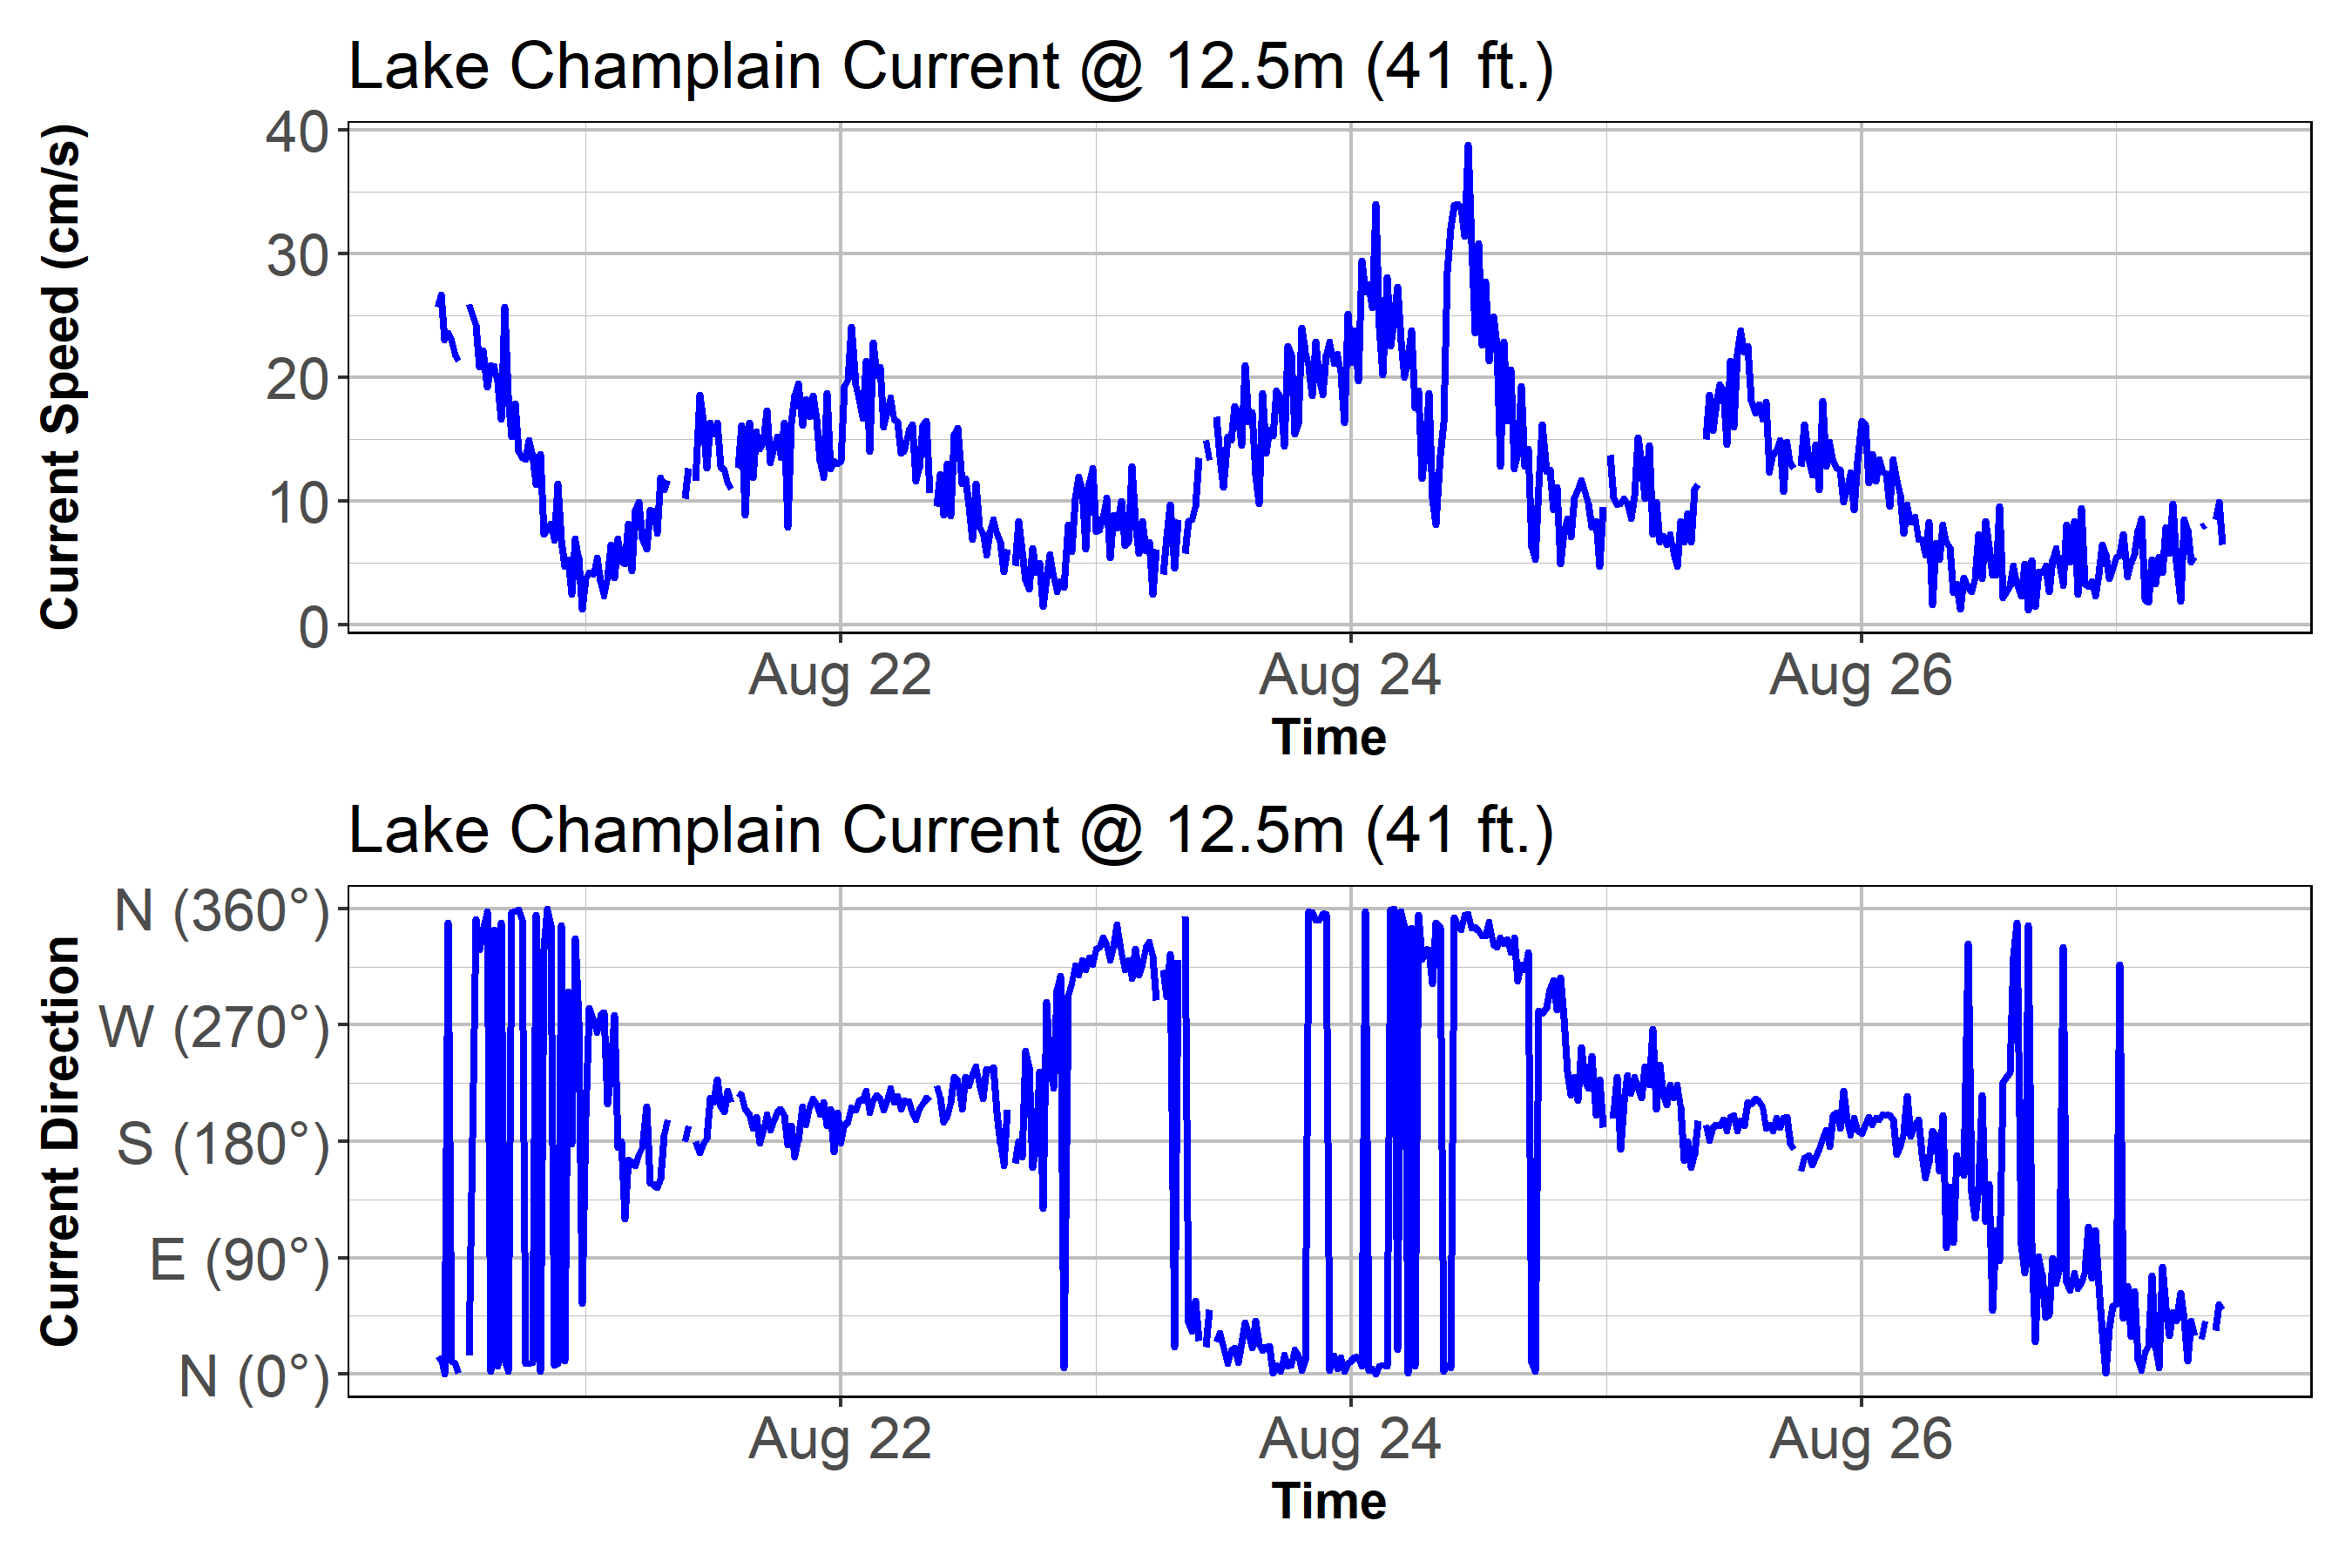 Lake Champlain Current @ 12.5m (41 ft.)
Current Speed (cm/s)
40
30
20
10
0
Aug 22 Aug 24 Aug 26
Time
Lake Champlain Current @ 12.5m (41 ft.)
Current Direction
N (360°)
W (270°)
S (180°)
E (90°)
N (0°)
Aug 22 Aug 24 Aug 26
Time